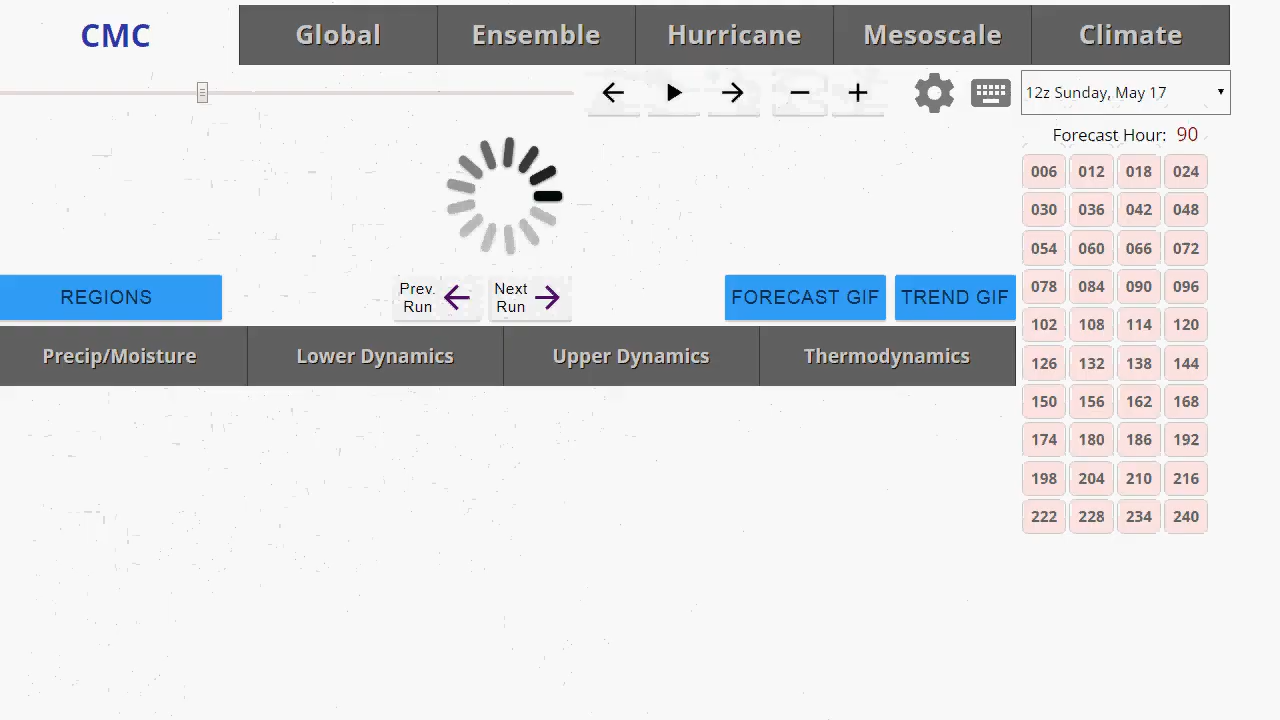 CMC
Global
Ensemble
Hurricane
Mesoscale
Climate
12z Sunday, May 17
Forecast Hour: 90
006 012 018 024
030 036 042 048
054 060 066 072
078 084 090 096
102 108 114 120
126 132 138 144
150 156 162 168
174 180 186 192
198 204 210 216
222 228 234 240
REGIONS
Prev.
Run
Next
Run
FORECAST GIF
TREND GIF
Precip/Moisture
Lower Dynamics
Upper Dynamics
Thermodynamics